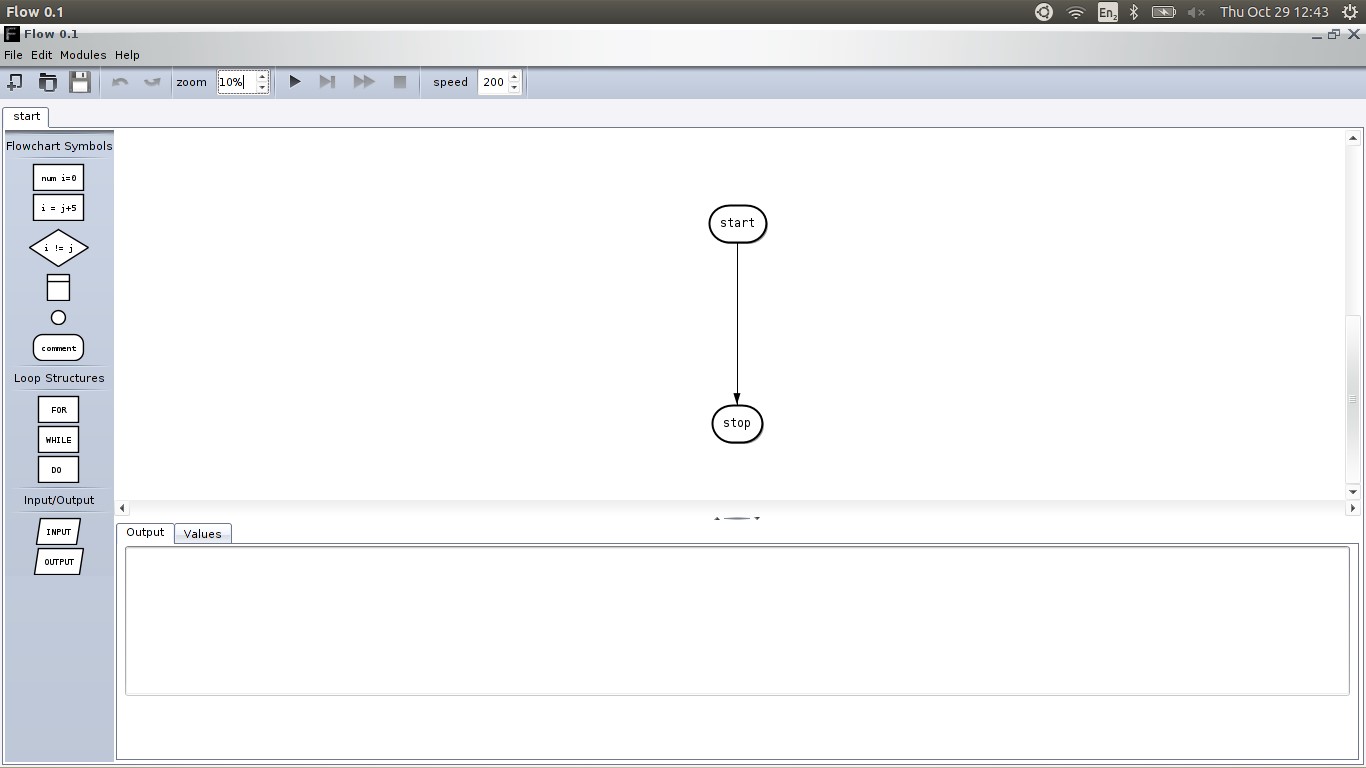 Flow 0.1
En2
Thu Oct 29 12:43
Flow 0.1
File Edit Modules Help
zoom 10% speed 200
start
Flowchart Symbols
num i=0
i = j+5
i != j
comment
Loop Structures
FOR
WHILE
DO
Input/Output
INPUT
OUTPUT
start
stop
Output Values